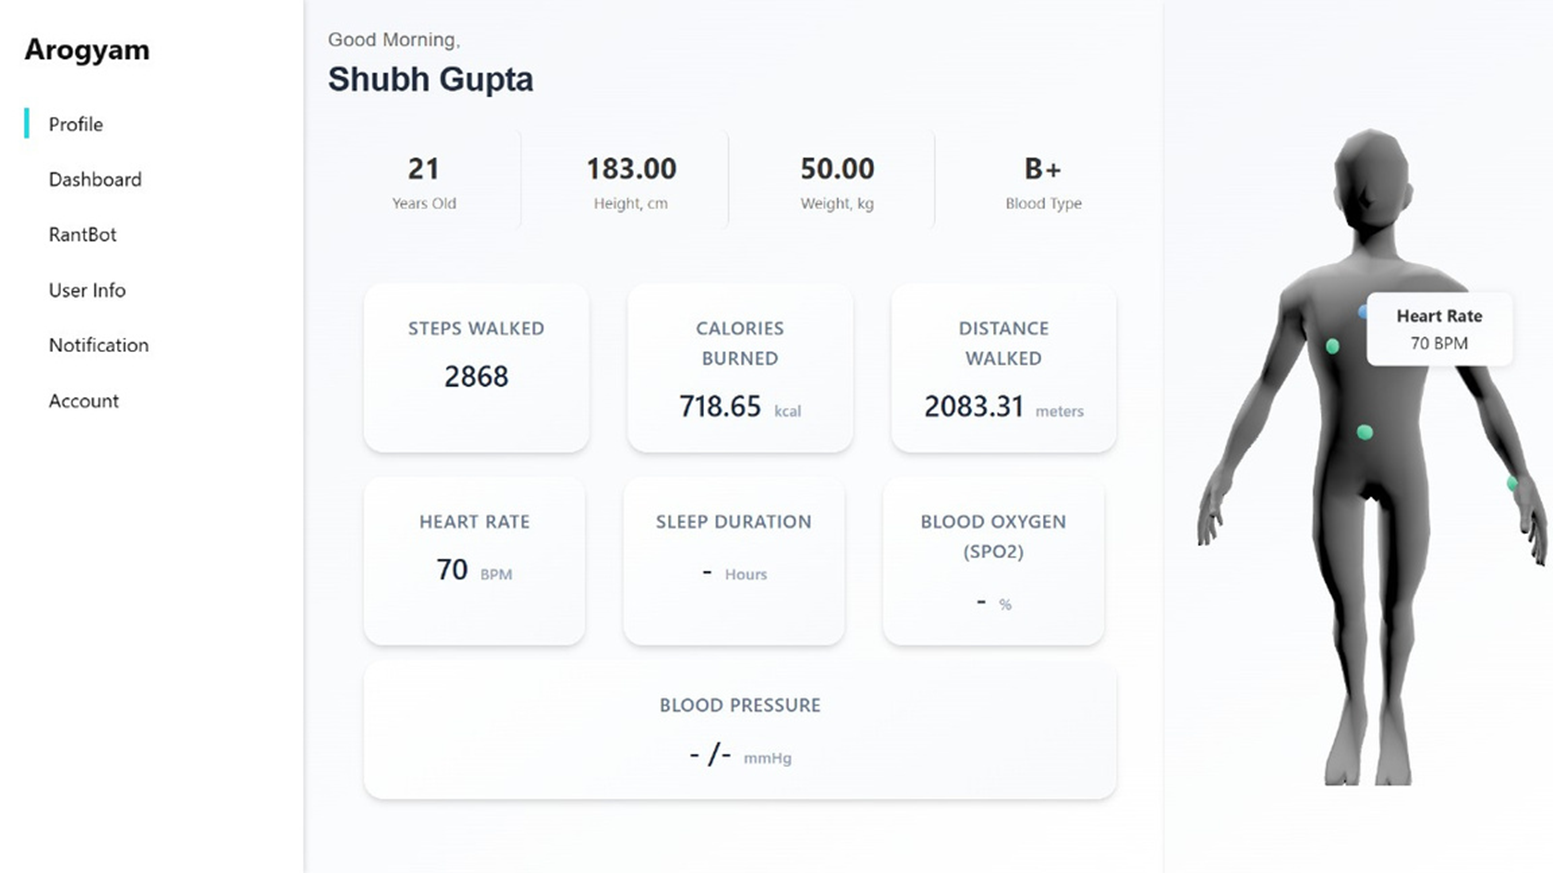 Arogyam
Profile
Dashboard
RantBot
User Info
Notification
Account
Good Morning,
Shubh Gupta
21
Years Old
183.00
Height, cm
50.00
Weight, kg
B+
Blood Type
STEPS WALKED
2868
CALORIES
BURNED
718.65 kcal
DISTANCE
WALKED
2083.31 meters
HEART RATE
70 BPM
SLEEP DURATION
- Hours
BLOOD OXYGEN
(SPO2)
- %
BLOOD PRESSURE
- /- mmHg
Heart Rate
70 BPM